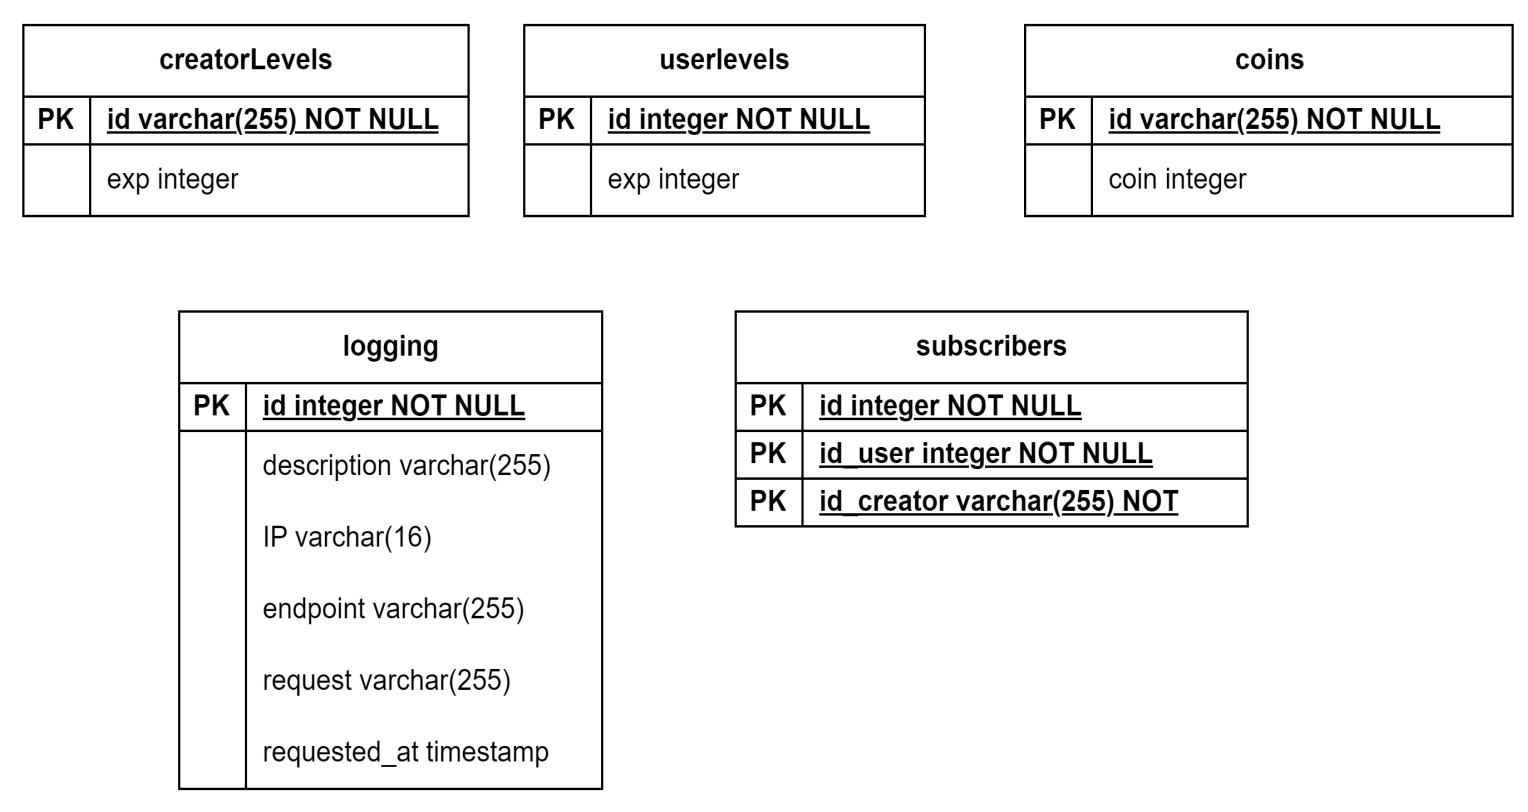 creatorLevels
PK id varchar(255) NOT NULL
exp integer
userlevels
PK id integer NOT NULL
exp integer
coins
PK id varchar(255) NOT NULL
coin integer
logging
PK id integer NOT NULL
description varchar(255)
IP varchar(16)
endpoint varchar(255)
request varchar(255)
requested_at timestamp
subscribers
PK id integer NOT NULL
PK id_user integer NOT NULL
PK id_creator varchar(255) NOT